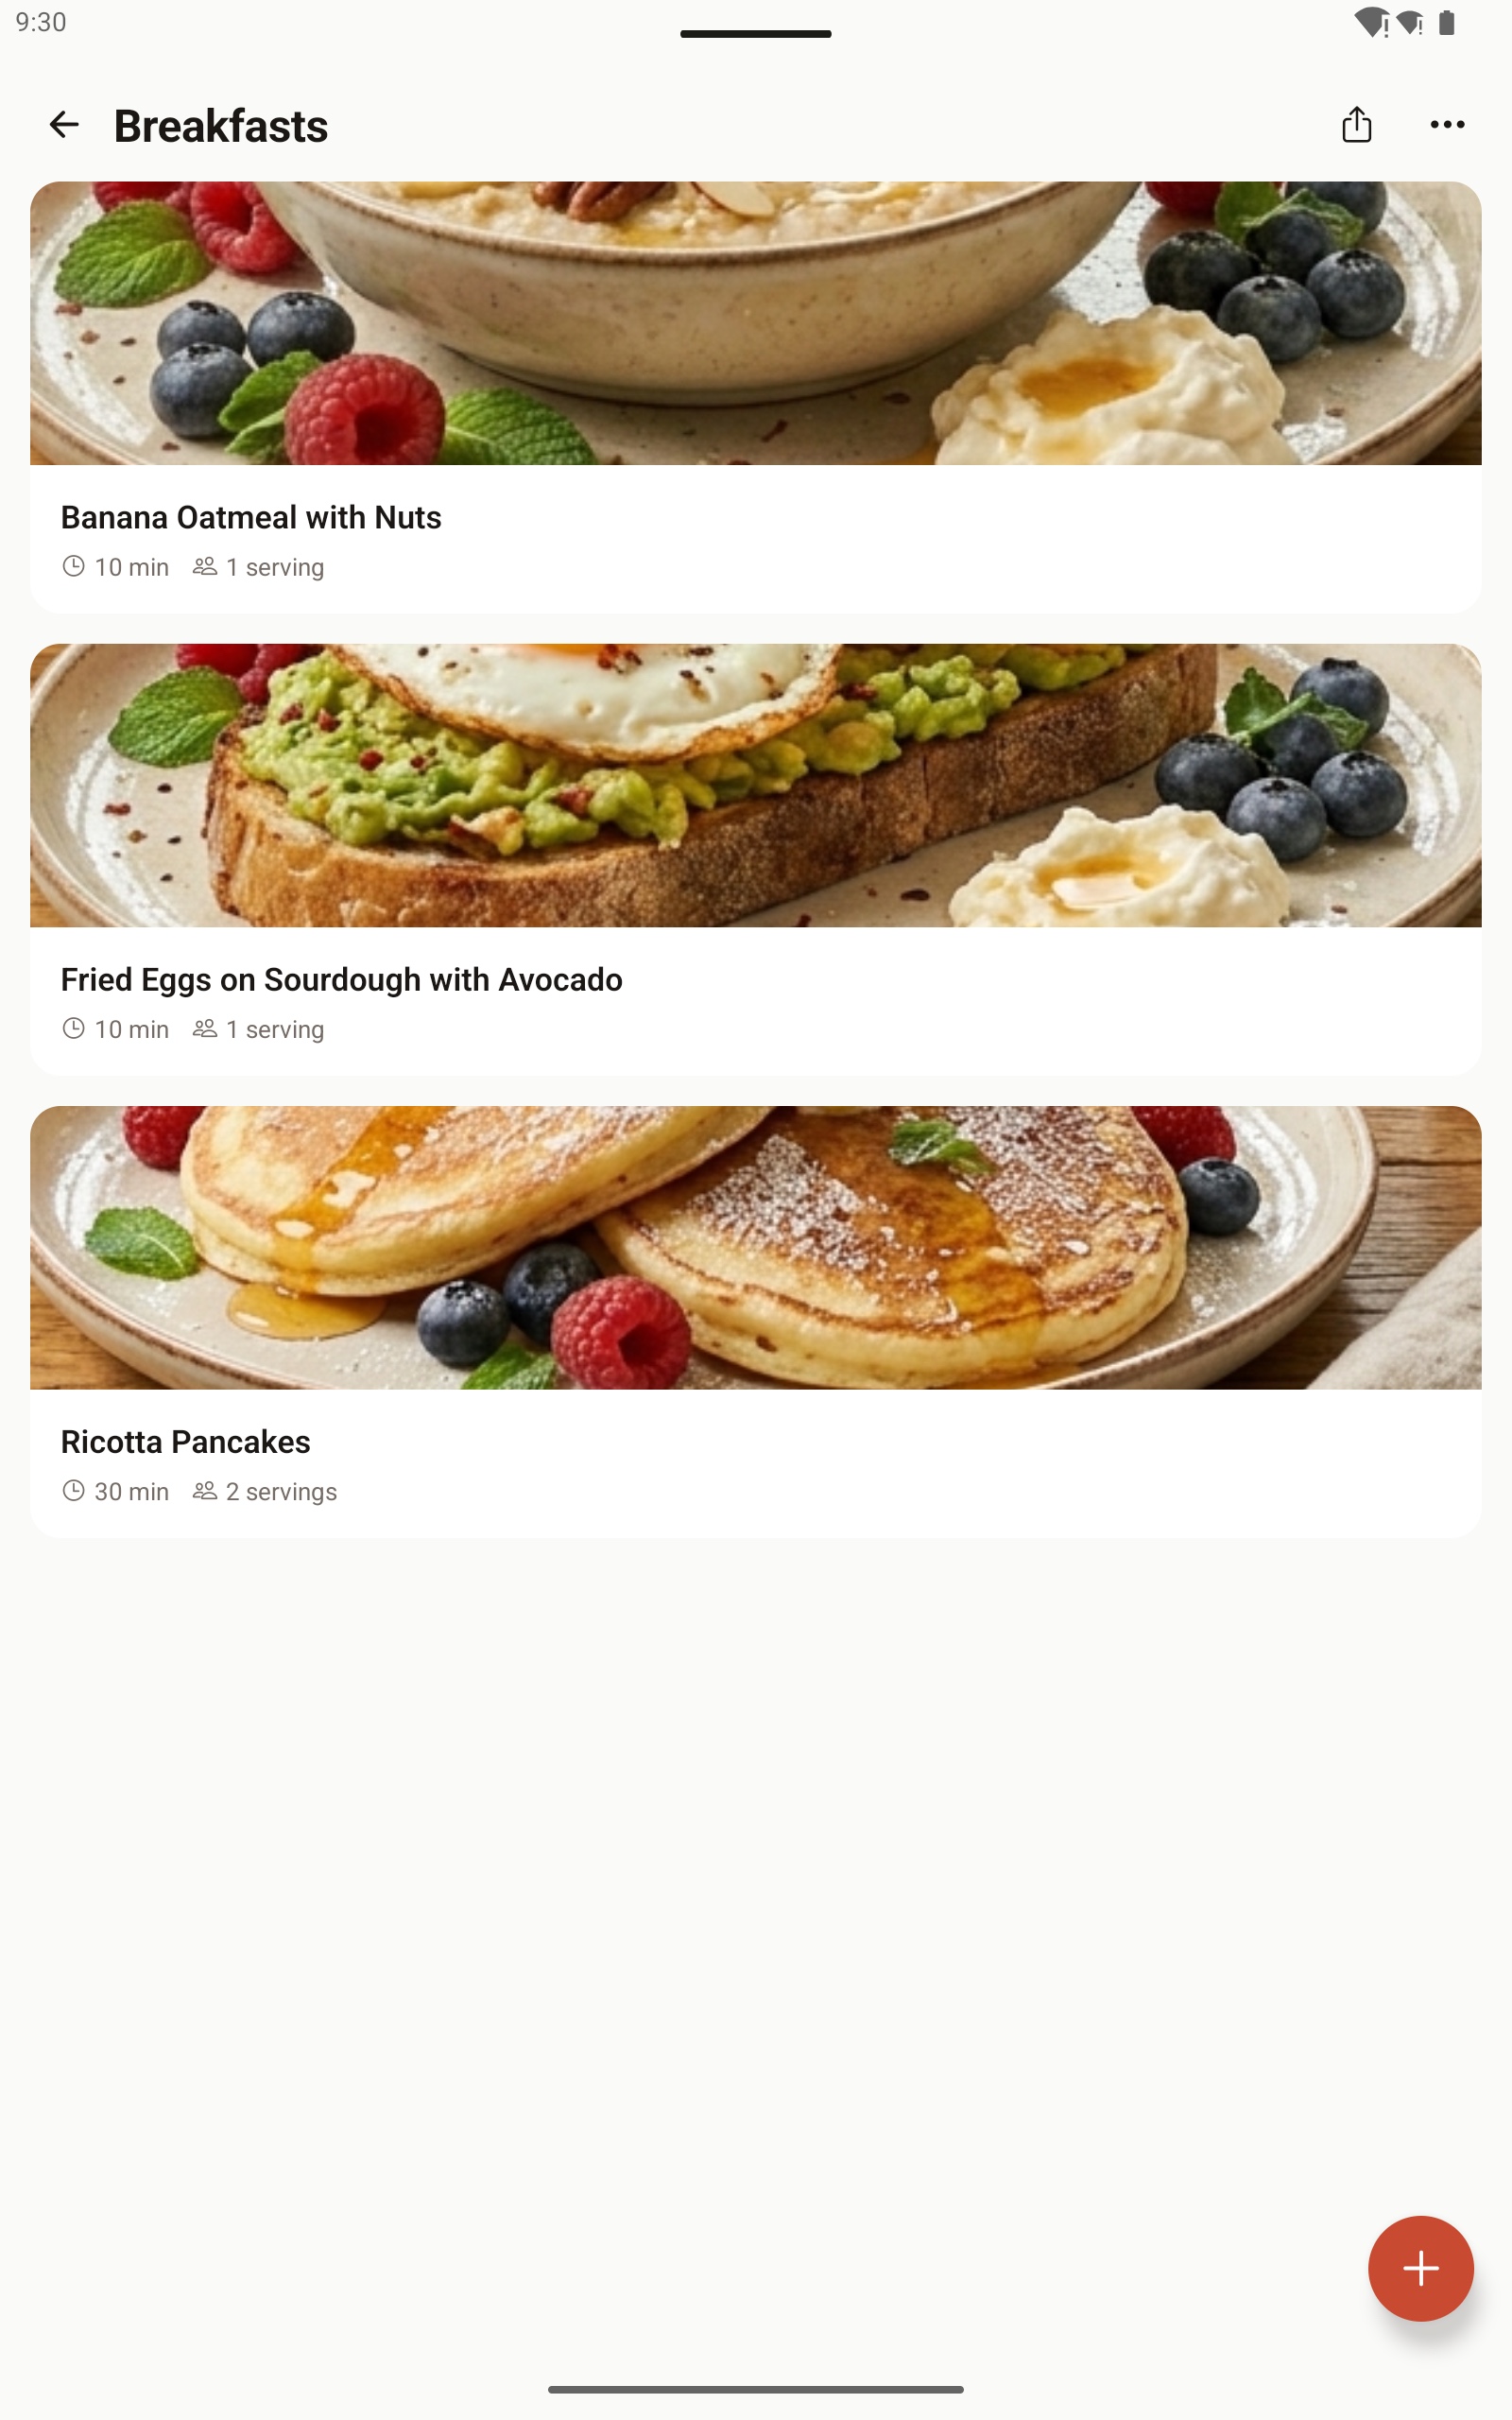 9:30
Breakfasts
Banana Oatmeal with Nuts
10 min 1 serving
Fried Eggs on Sourdough with Avocado
10 min 1 serving
Ricotta Pancakes
30 min 2 servings